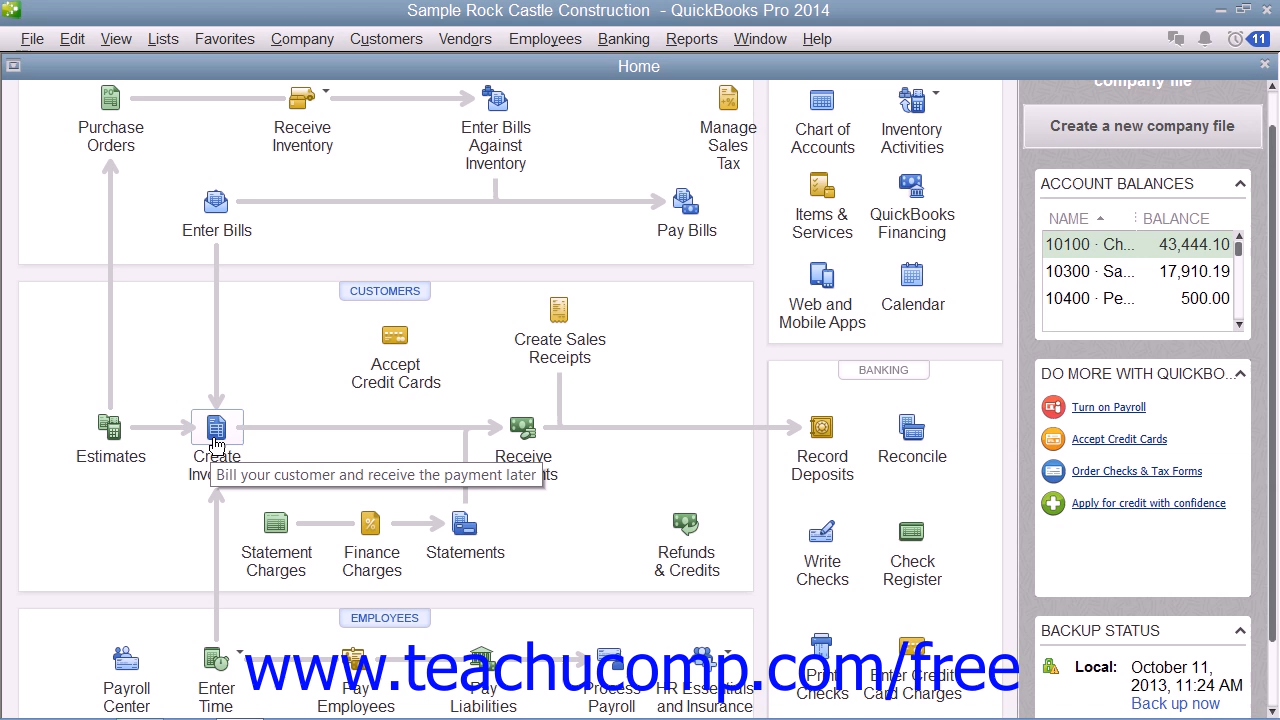 Sample Rock Castle Construction - QuickBooks Pro 2014
File Edit View Lists Favorites Company Customers Vendors Employees Banking Reports Window Help
11
Home
Purchase
Orders
Receive
Inventory
Enter Bills
Against
Inventory
Manage
Sales
Tax
Enter Bills
Pay Bills
CUSTOMERS
Accept
Credit Cards
Create Sales
Receipts
Estimates
Create
Receive
Bill your customer and receive the payment later
Statement
Charges
Finance
Charges
Statements
Refunds
& Credits
EMPLOYEES
Payroll
Center
Enter
Time
Pay
Employees
Pay
Liabilities
Process
Payroll
HR Essentials
and Insurance
Chart of
Accounts
Inventory
Activities
Items &
Services
QuickBooks
Financing
Web and
Mobile Apps
Calendar
BANKING
Record
Deposits
Reconcile
Write
Checks
Check
Register
Print
Checks
Enter Credit
Card Charges
company file
Create a new company file
ACCOUNT BALANCES
NAME BALANCE
10100 · Ch... 43,444.10
10300 · Sa... 17,910.19
10400 · Pe... 500.00
DO MORE WITH QUICKBO...
Turn on Payroll
Accept Credit Cards
Order Checks & Tax Forms
Apply for credit with confidence
BACKUP STATUS
Local: October 11,
2013, 11:24 AM
Back up now
www.teachucomp.com/free